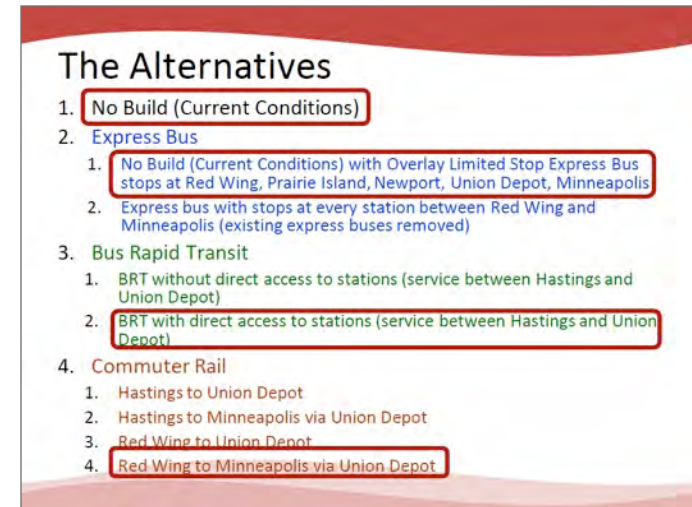 The Alternatives
1. No Build (Current Conditions)
2. Express Bus
1. No Build (Current Conditions) with Overlay Limited Stop Express Bus
stops at Red Wing, Prairie Island, Newport, Union Depot, Minneapolis
2. Express bus with stops at every station between Red Wing and
Minneapolis (existing express buses removed)
3. Bus Rapid Transit
1. BRT without direct access to stations (service between Hastings and
Union Depot)
2. BRT with direct access to stations (service between Hastings and Union
Depot)
4. Commuter Rail
1. Hastings to Union Depot
2. Hastings to Minneapolis via Union Depot
3. Red Wing to Union Depot
4. Red Wing to Minneapolis via Union Depot